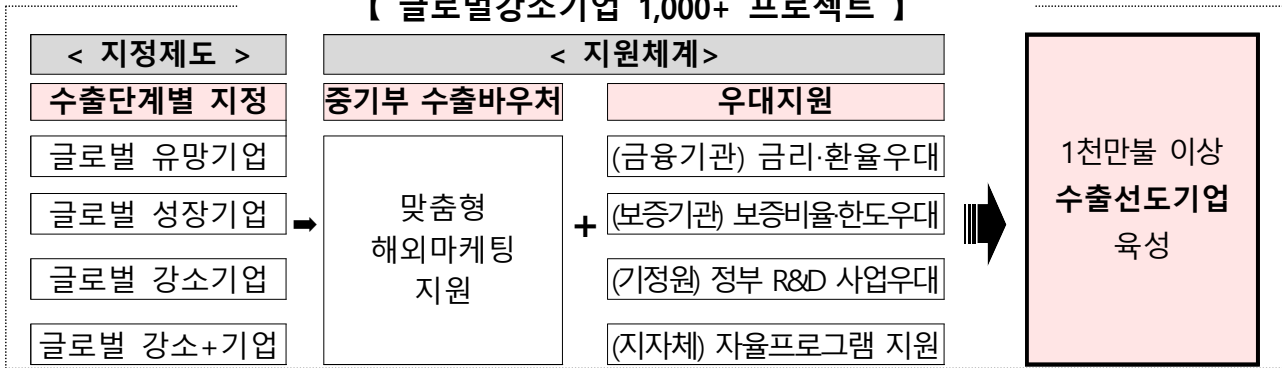 【 글로벌강소기업 1,000+ 프로젝트 】
< 지정제도 >
< 지원체계>
수출단계별 지정
중기부 수출바우처
우대지원
글로벌 유망기업
글로벌 성장기업
글로벌 강소기업
글로벌 강소+기업
➡
맞춤형
해외마케팅
지원
+
(금융기관) 금리·환율우대
(보증기관) 보증비율·한도우대
(기정원) 정부 R&D 사업우대
(지자체) 자율프로그램 지원
1천만불 이상
수출선도기업
육성